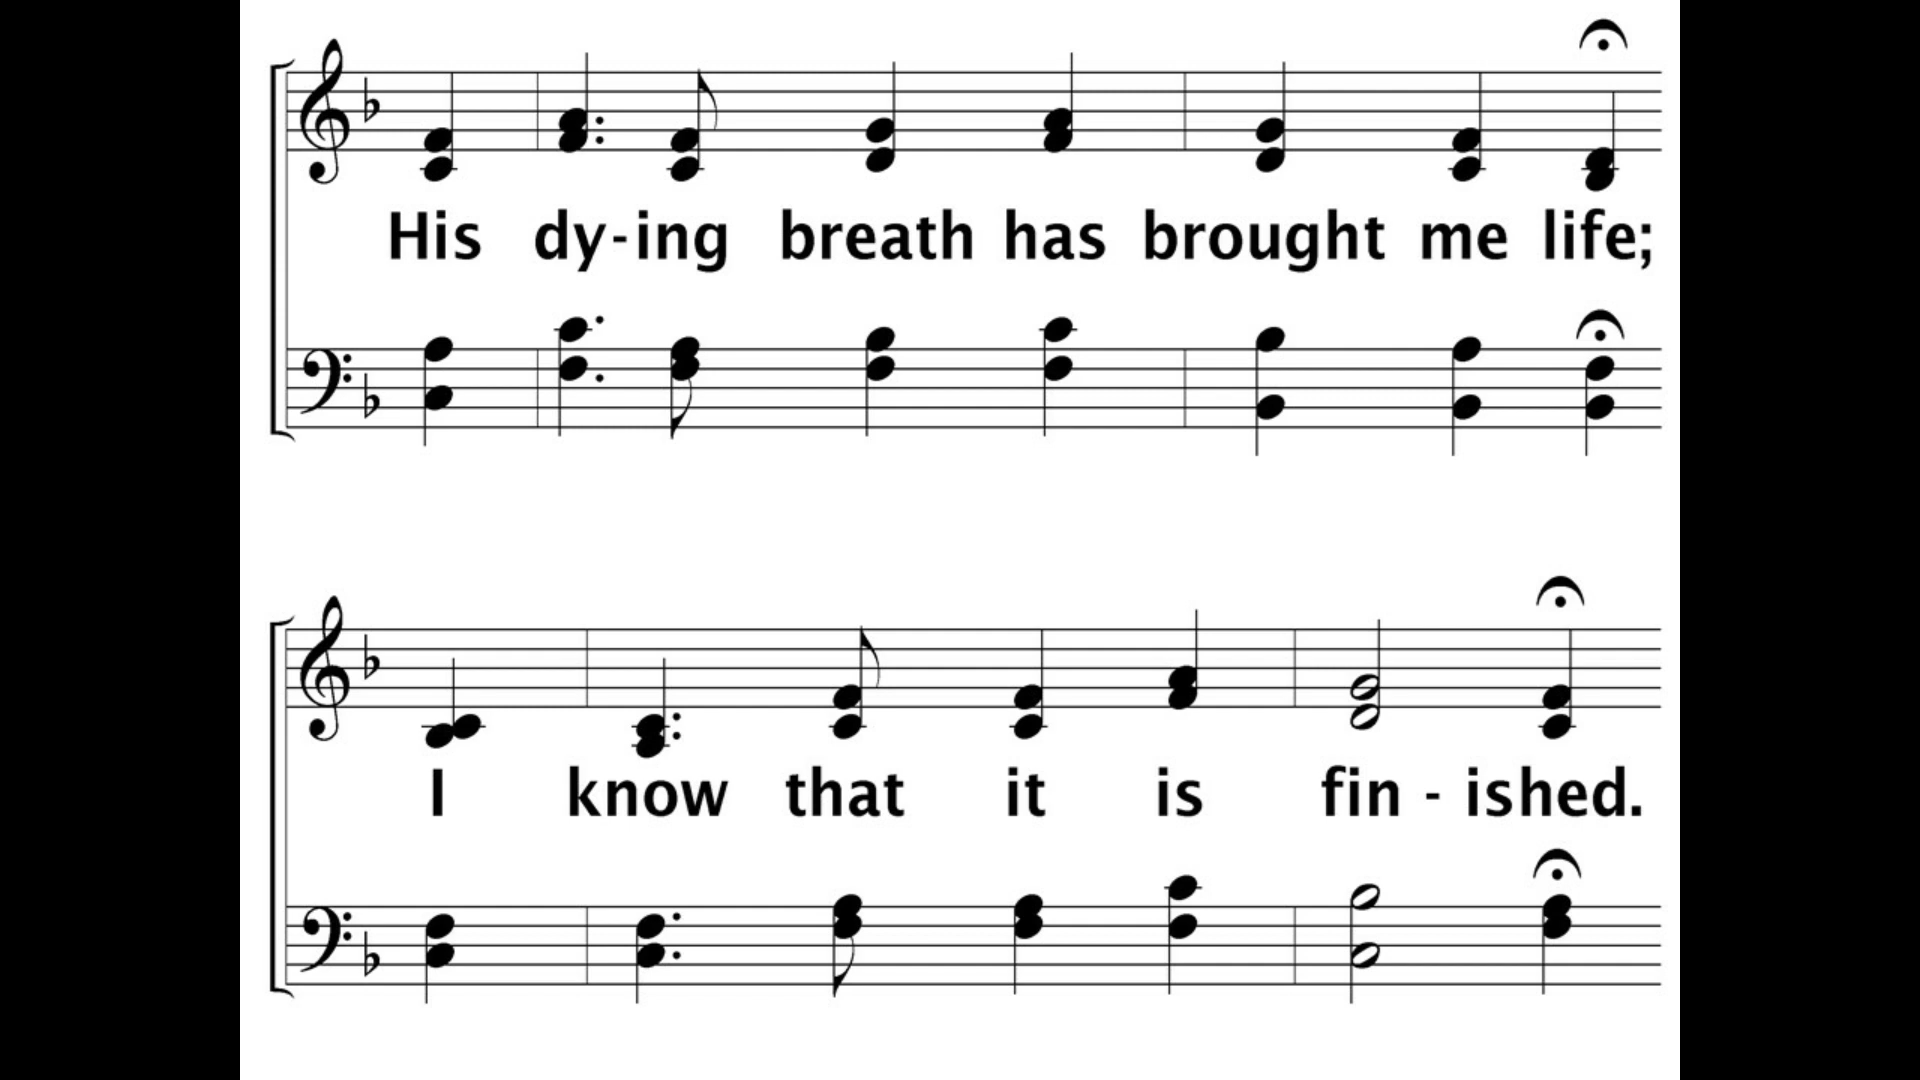 His dy-ing breath has brought me life;
I know that it is fin - ished.